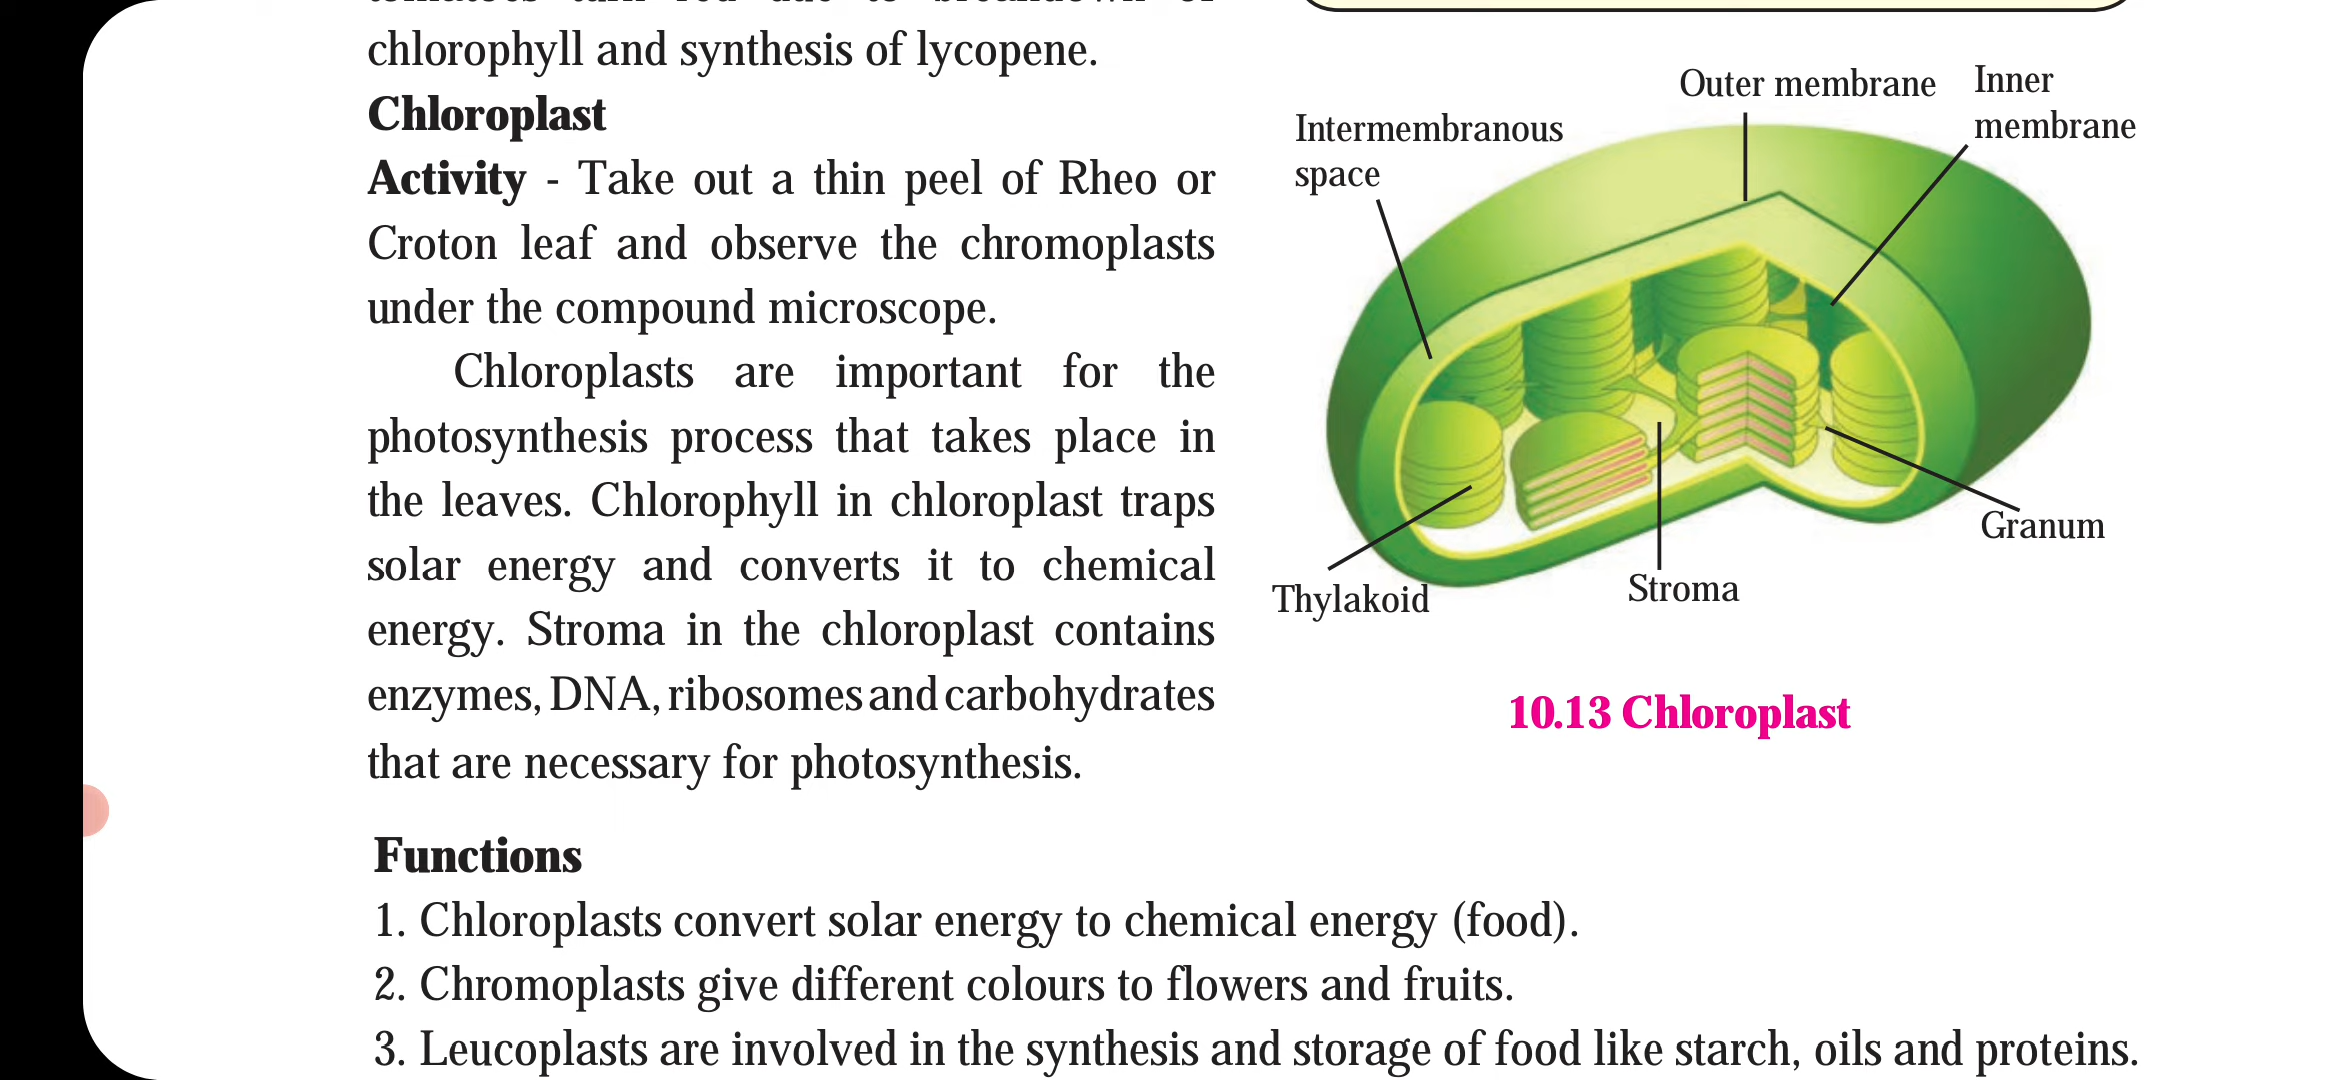 chlorophyll and synthesis of lycopene.
Chloroplast
Activity - Take out a thin peel of Rheo or
Croton leaf and observe the chromoplasts
under the compound microscope.
Chloroplasts are important for the
photosynthesis process that takes place in
the leaves. Chlorophyll in chloroplast traps
solar energy and converts it to chemical
energy. Stroma in the chloroplast contains
enzymes, DNA, ribosomes and carbohydrates
that are necessary for photosynthesis.
Outer membrane
Inner
membrane
Intermembranous
space
Granum
Stroma
Thylakoid
10.13 Chloroplast
Functions
1. Chloroplasts convert solar energy to chemical energy (food).
2. Chromoplasts give different colours to flowers and fruits.
3. Leucoplasts are involved in the synthesis and storage of food like starch, oils and proteins.